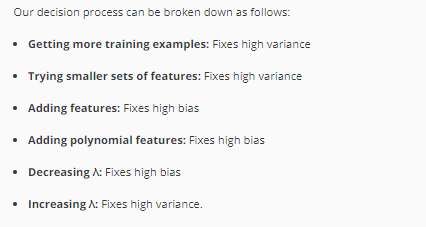 Our decision process can be broken down as follows:
• Getting more training examples: Fixes high variance
• Trying smaller sets of features: Fixes high variance
• Adding features: Fixes high bias
• Adding polynomial features: Fixes high bias
• Decreasing λ: Fixes high bias
• Increasing λ: Fixes high variance.